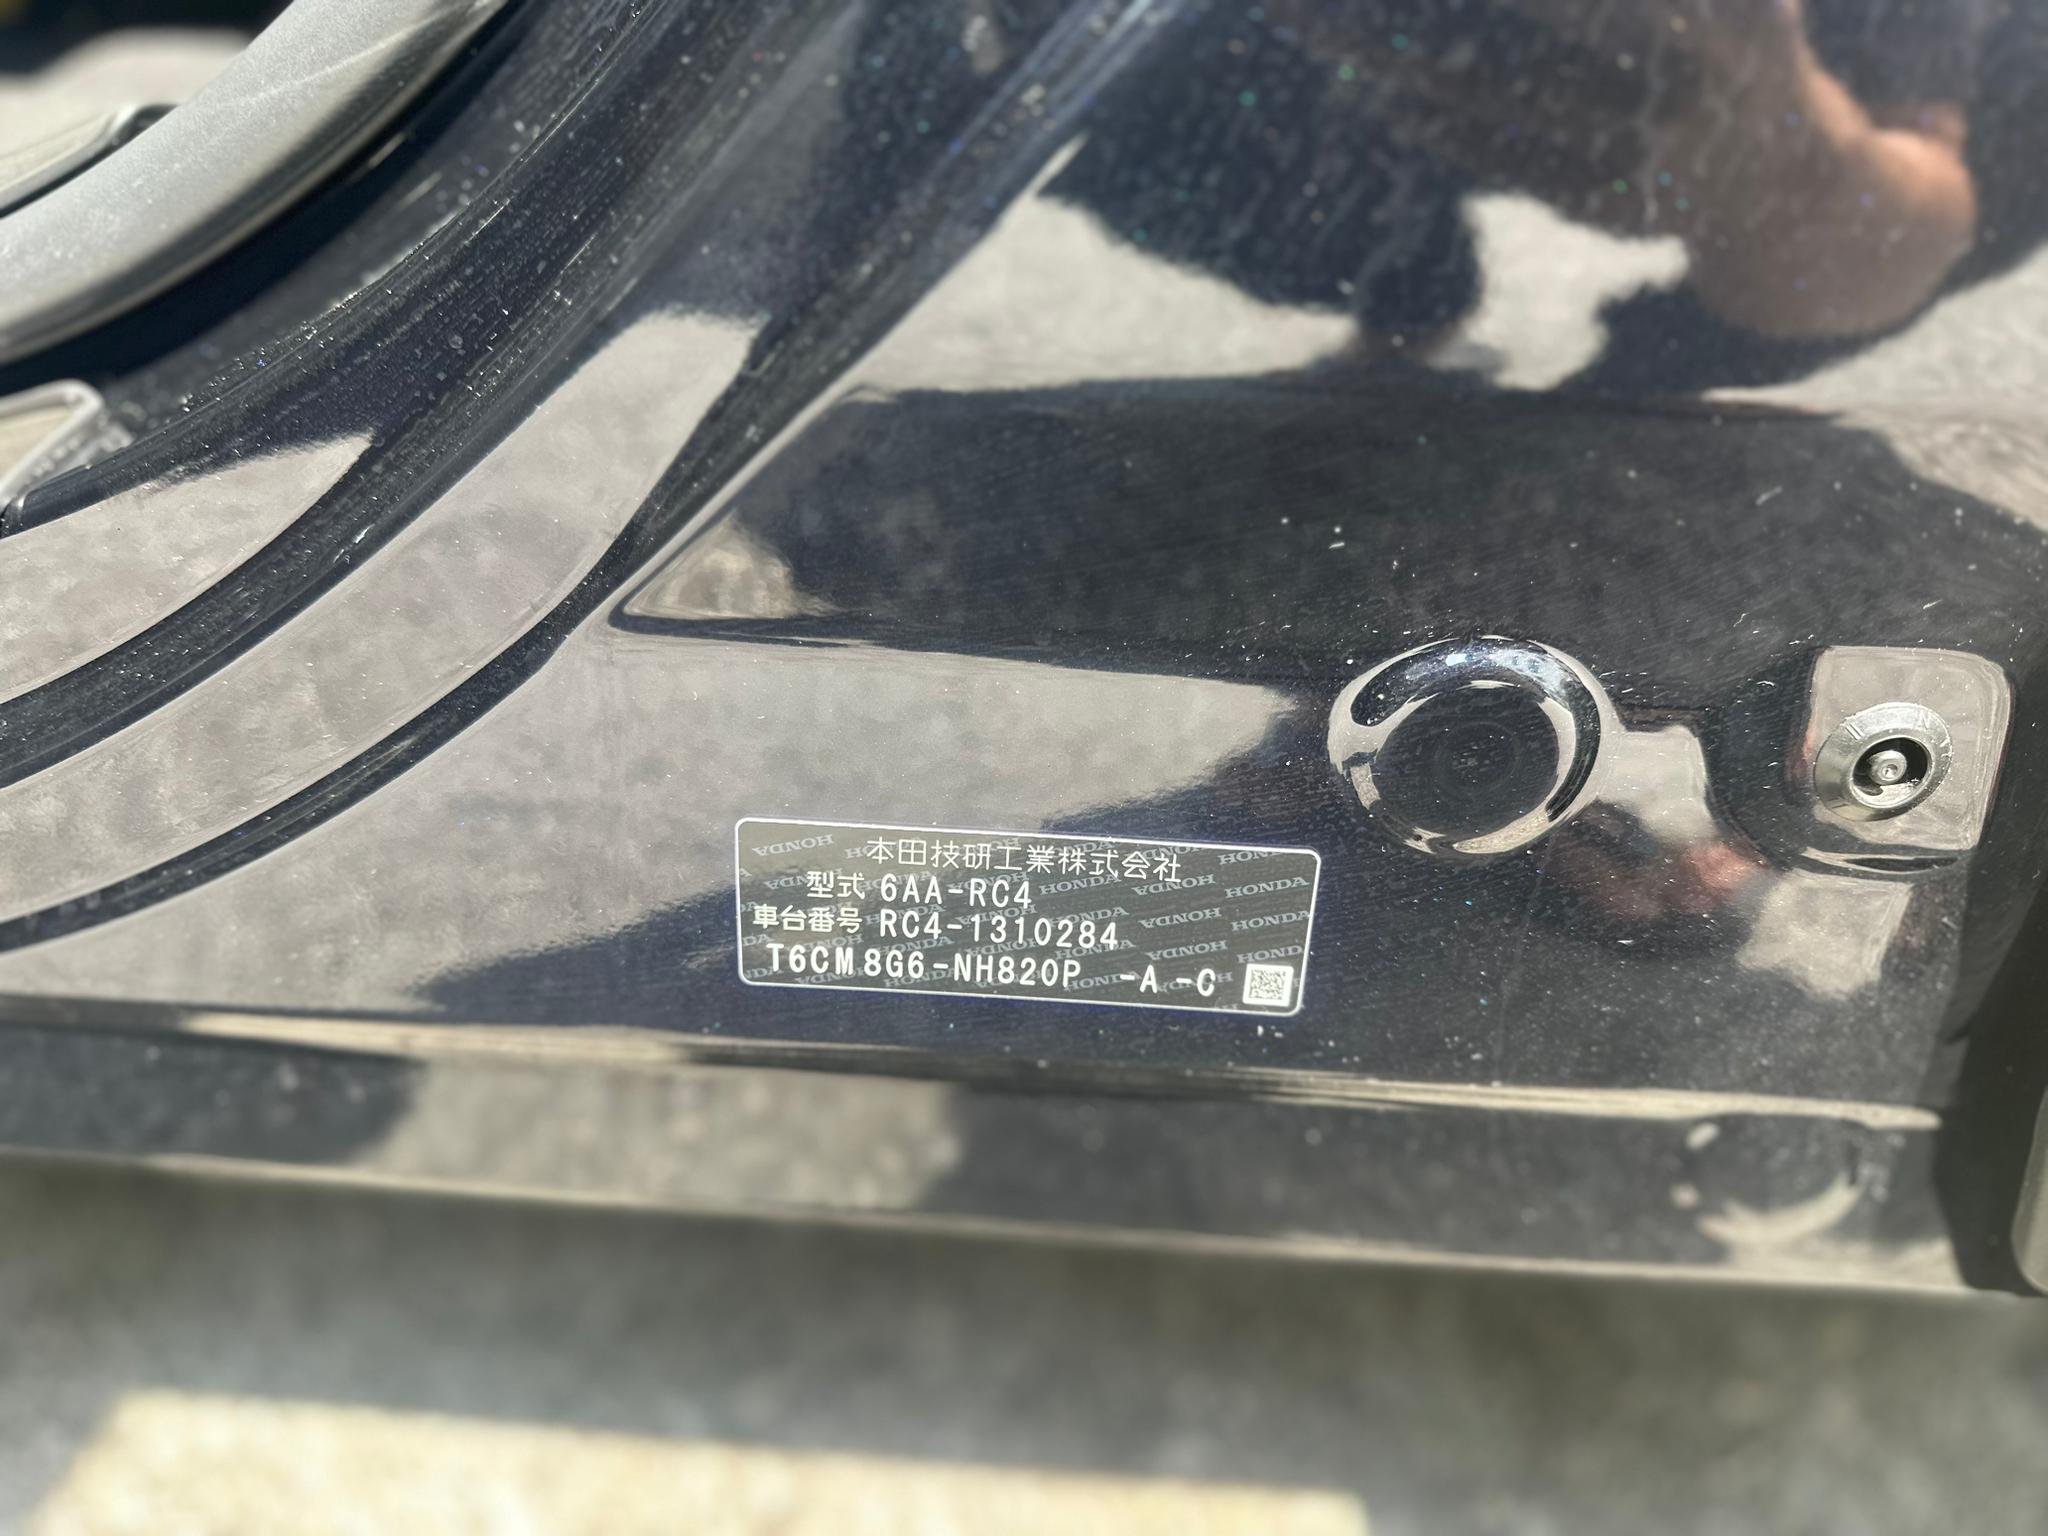 本田技研工業株式会社
型式 6AA-RC4
車台番号 RC4-1310284
T6CM8G6-NH820P -A -C
HONDA